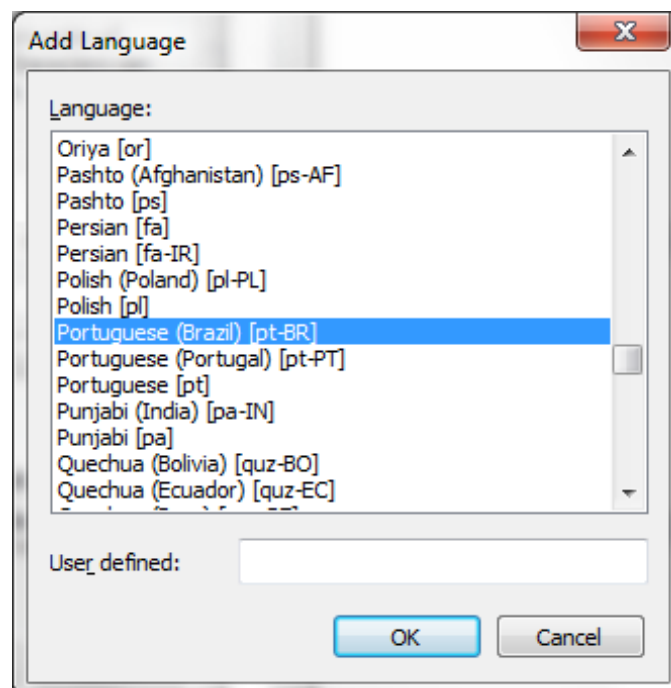 Add Language
Language:
Oriya [or]
Pashto (Afghanistan) [ps-AF]
Pashto [ps]
Persian [fa]
Persian [fa-IR]
Polish (Poland) [pl-PL]
Polish [pl]
Portuguese (Brazil) [pt-BR]
Portuguese (Portugal) [pt-PT]
Portuguese [pt]
Punjabi (India) [pa-IN]
Punjabi [pa]
Quechua (Bolivia) [quz-BO]
Quechua (Ecuador) [quz-EC]
User defined:
OK Cancel